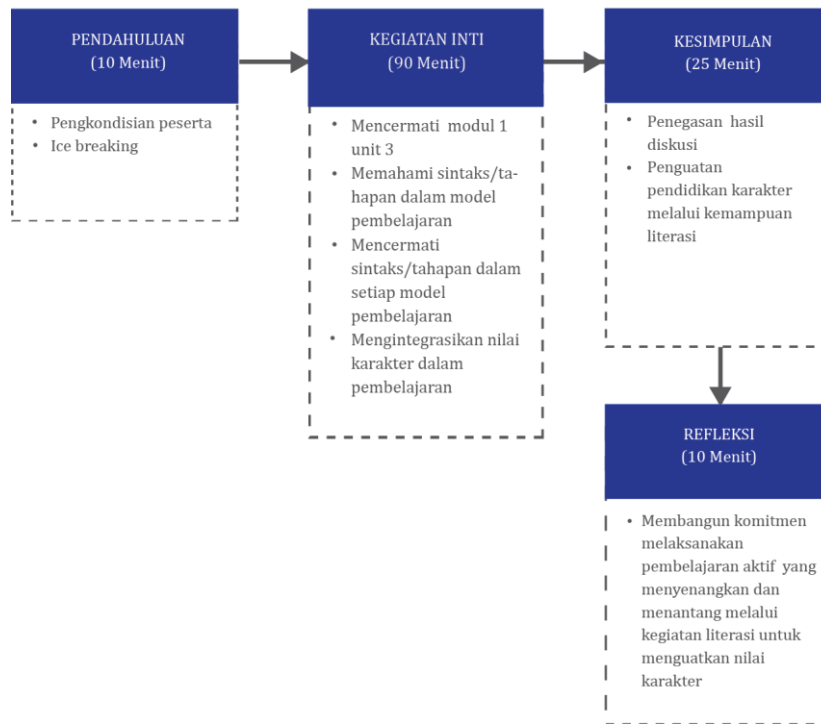 PENDAHULUAN
(10 Menit)
• Pengkondisian peserta
• Ice breaking
KEGIATAN INTI
(90 Menit)
• Mencermati modul 1
unit 3
• Memahami sintaks/ta-
hapan dalam model
pembelajaran
• Mencermati
sintaks/tahapan dalam
setiap model
pembelajaran
• Mengintegrasikan nilai
karakter dalam
pembelajaran
KESIMPULAN
(25 Menit)
• Penegasan hasil
diskusi
• Penguatan
pendidikan karakter
melalui kemampuan
literasi
REFLEKSI
(10 Menit)
• Membangun komitmen
melaksanakan
pembelajaran aktif yang
menyenangkan dan
menantang melalui
kegiatan literasi untuk
menguatkan nilai
karakter